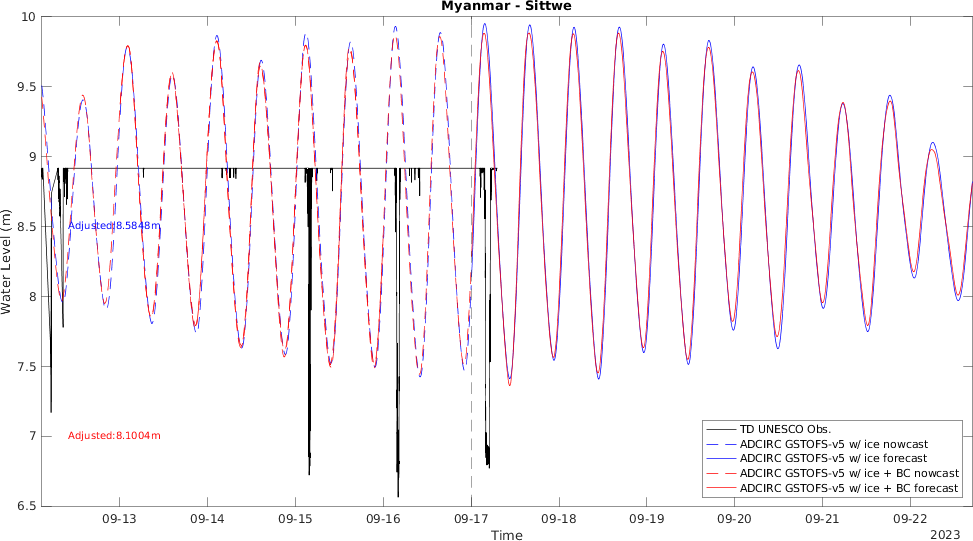 Myanmar - Sittwe
10
9.5
9
8.5
8
7.5
7
6.5
Water Level (m)
Adjusted:8.5848m
Adjusted:8.1004m
TD UNESCO Obs.
ADCIRC GSTOFS-v5 w/ ice nowcast
ADCIRC GSTOFS-v5 w/ ice forecast
ADCIRC GSTOFS-v5 w/ ice + BC nowcast
ADCIRC GSTOFS-v5 w/ ice + BC forecast
09-13 09-14 09-15 09-16 09-17 09-18 09-19 09-20 09-21 09-22
Time
2023